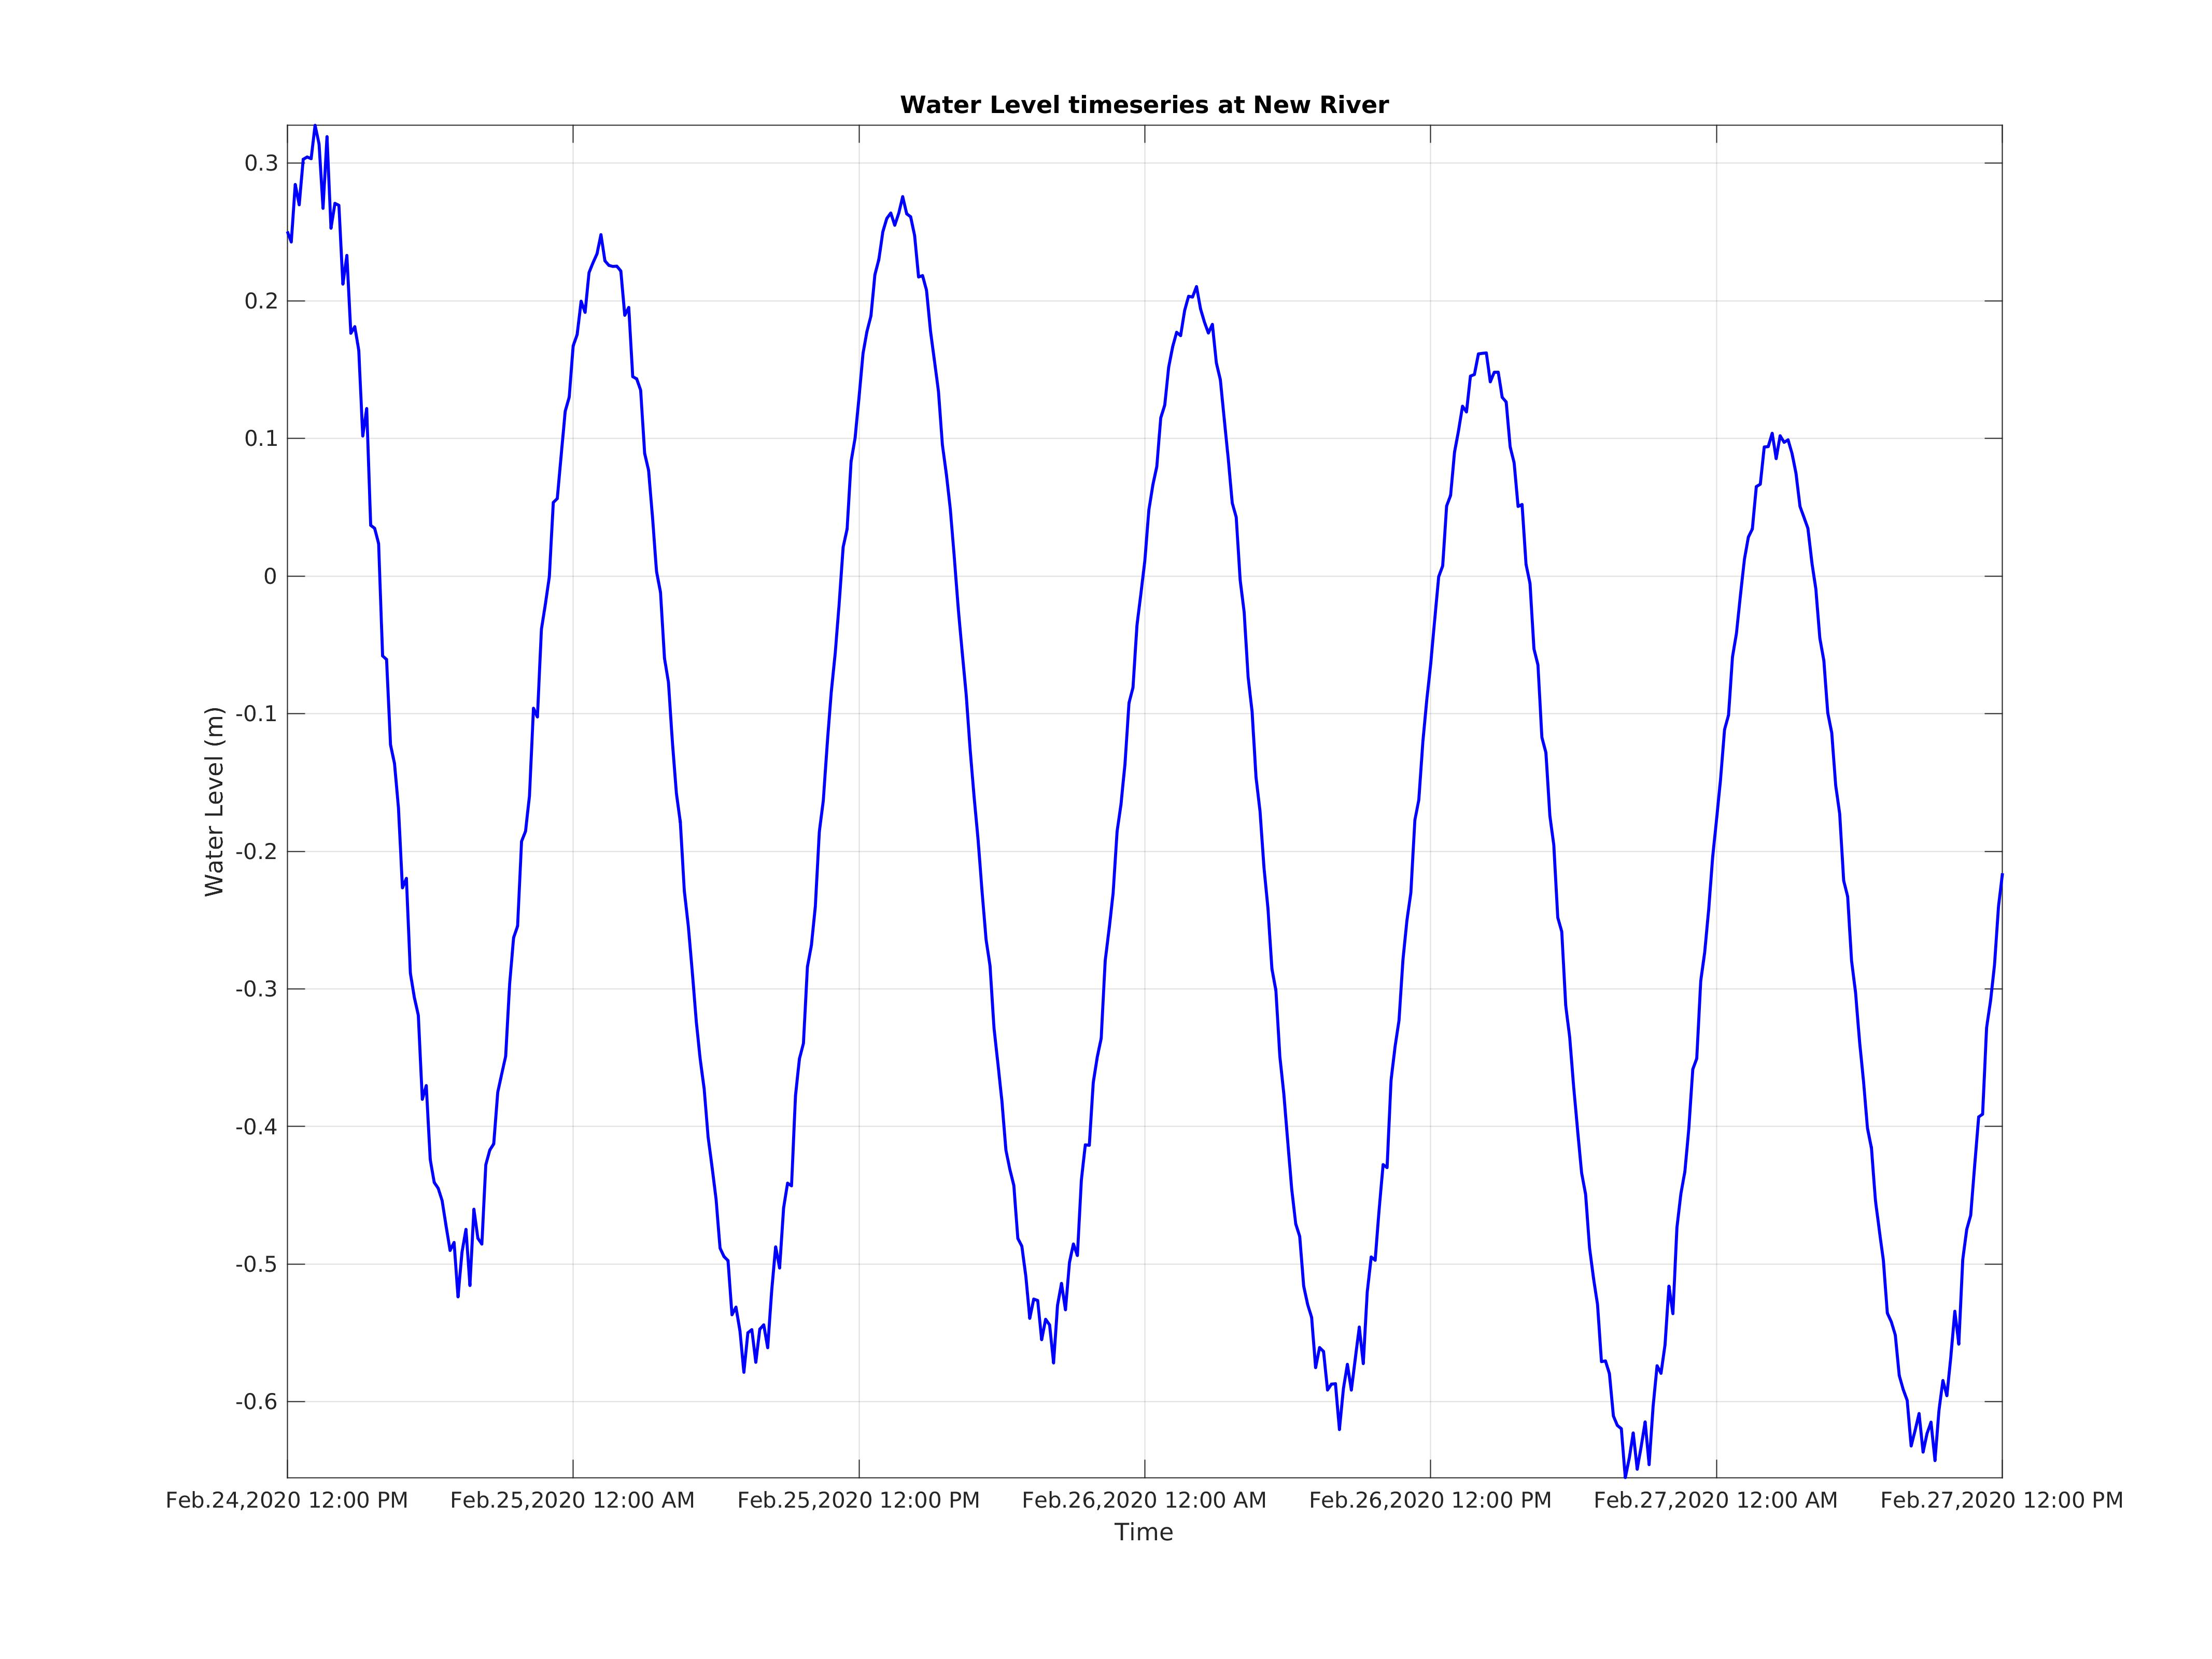 Water Level timeseries at New River
0.3
0.2
0.1
0
-0.1
-0.2
-0.3
-0.4
-0.5
-0.6
Water Level (m)
Feb.24,2020 12:00 PM
Feb.25,2020 12:00 AM
Feb.25,2020 12:00 PM
Feb.26,2020 12:00 AM
Feb.26,2020 12:00 PM
Feb.27,2020 12:00 AM
Feb.27,2020 12:00 PM
Time